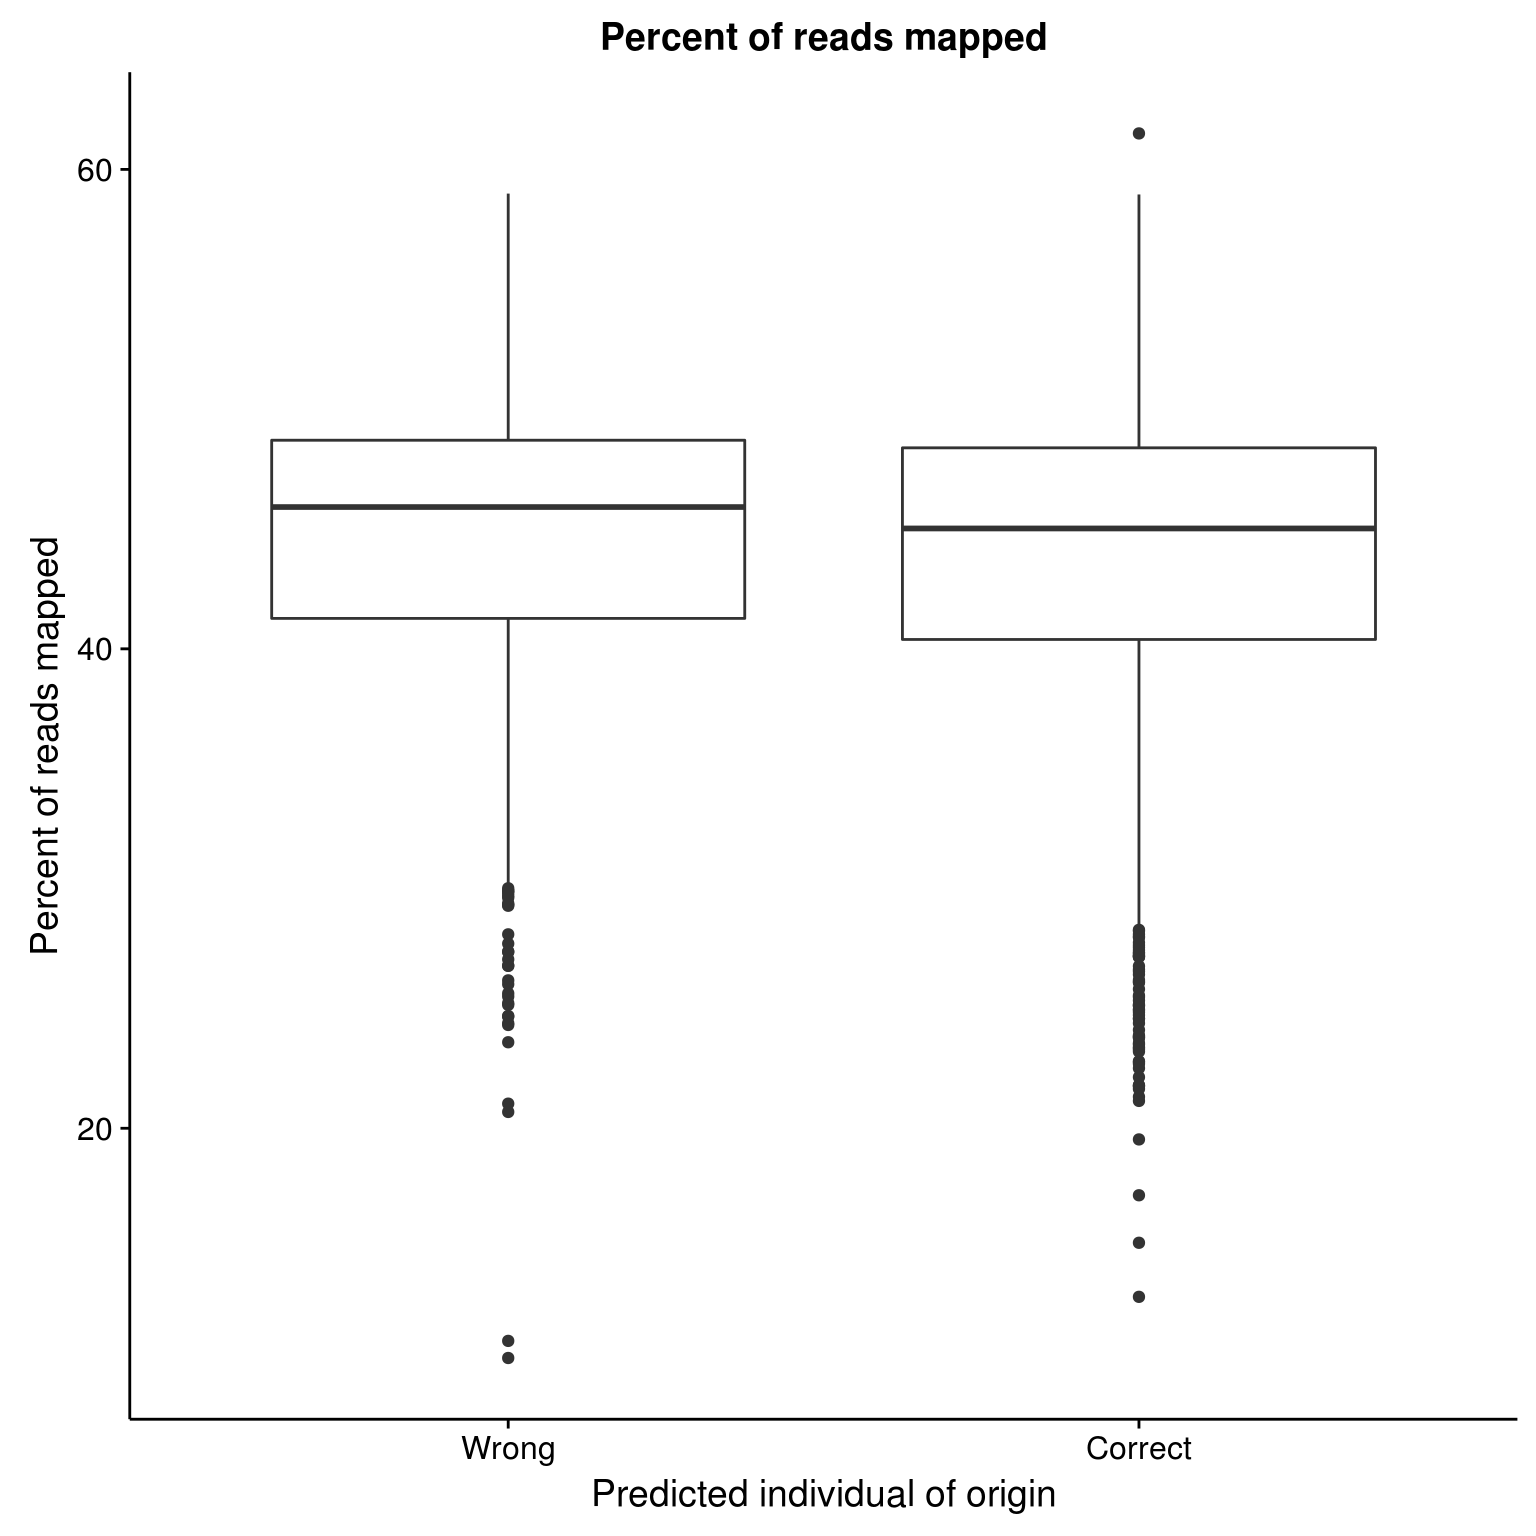 Percent of reads mapped
60
40
20
Percent of reads mapped
Wrong
Correct
Predicted individual of origin